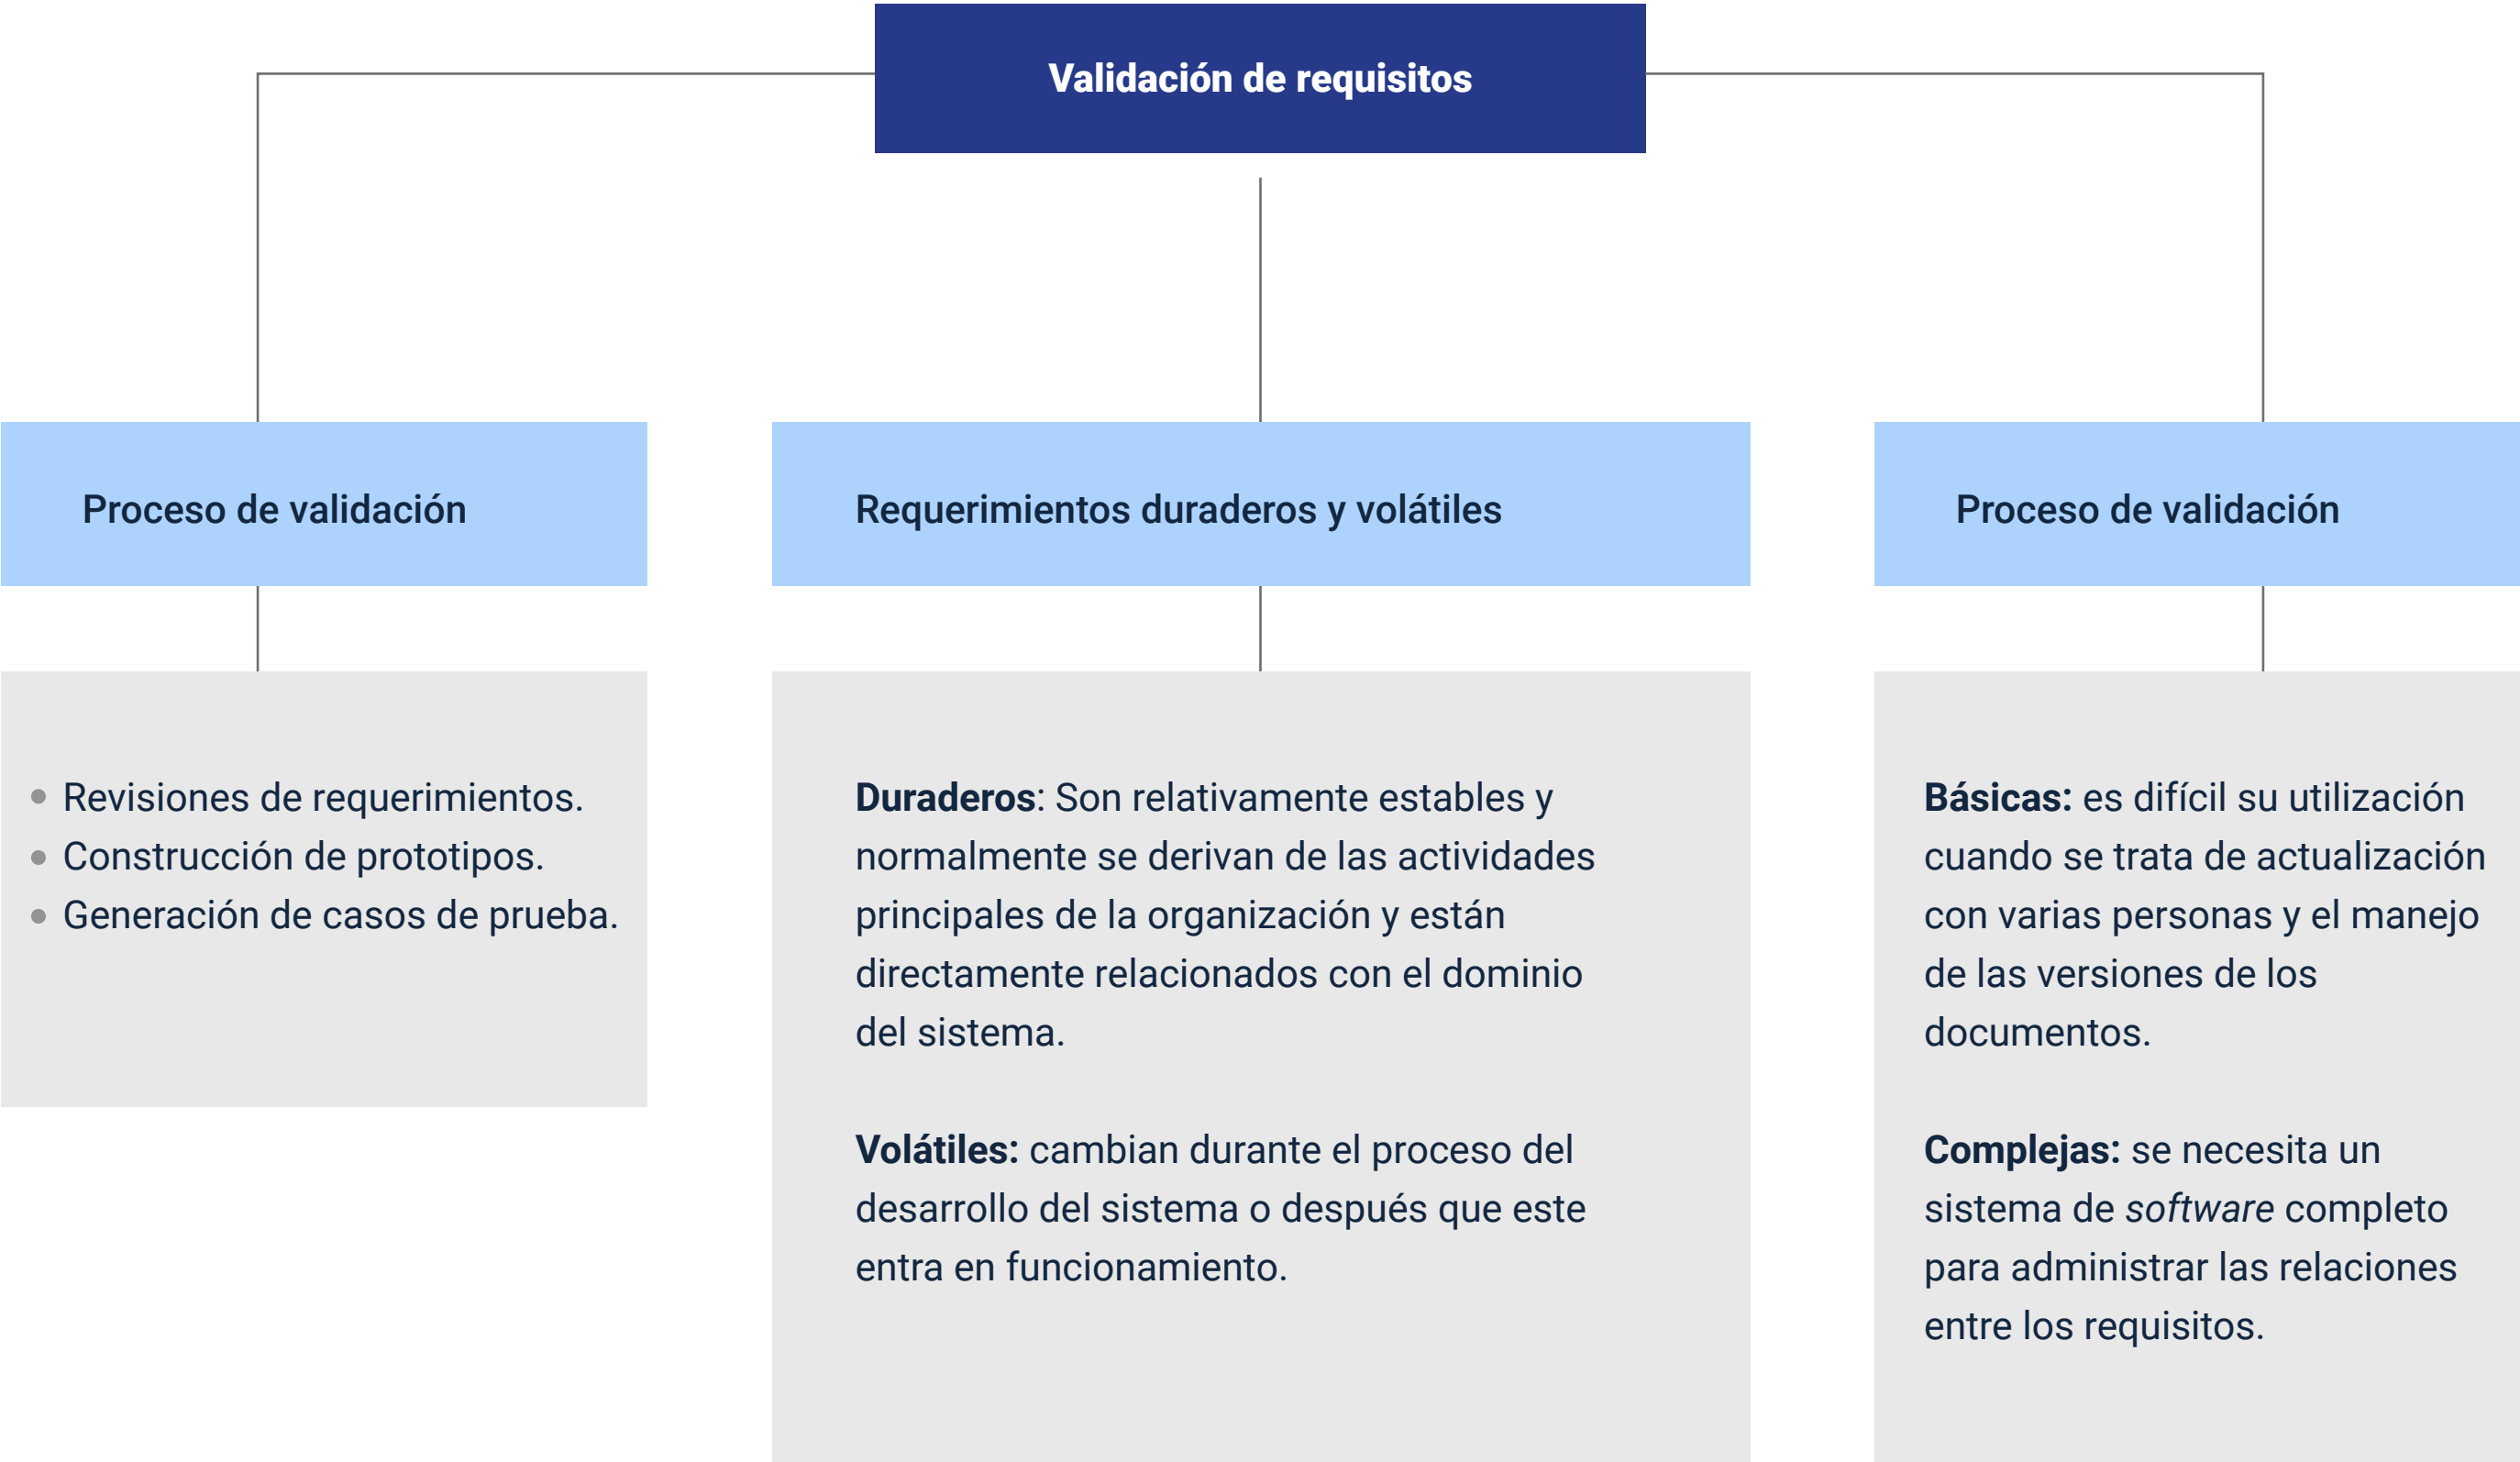 Validación de requisitos
Proceso de validación
Revisiones de requerimientos.
Construcción de prototipos.
Generación de casos de prueba.
Requerimientos duraderos y volátiles
Duraderos: Son relativamente estables y
normalmente se derivan de las actividades
principales de la organización y están
directamente relacionados con el dominio
del sistema.
Volátiles: cambian durante el proceso del
desarrollo del sistema o después que este
entra en funcionamiento.
Proceso de validación
Básicas: es difícil su utilización
cuando se trata de actualización
con varias personas y el manejo
de las versiones de los
documentos.
Complejas: se necesita un
sistema de software completo
para administrar las relaciones
entre los requisitos.